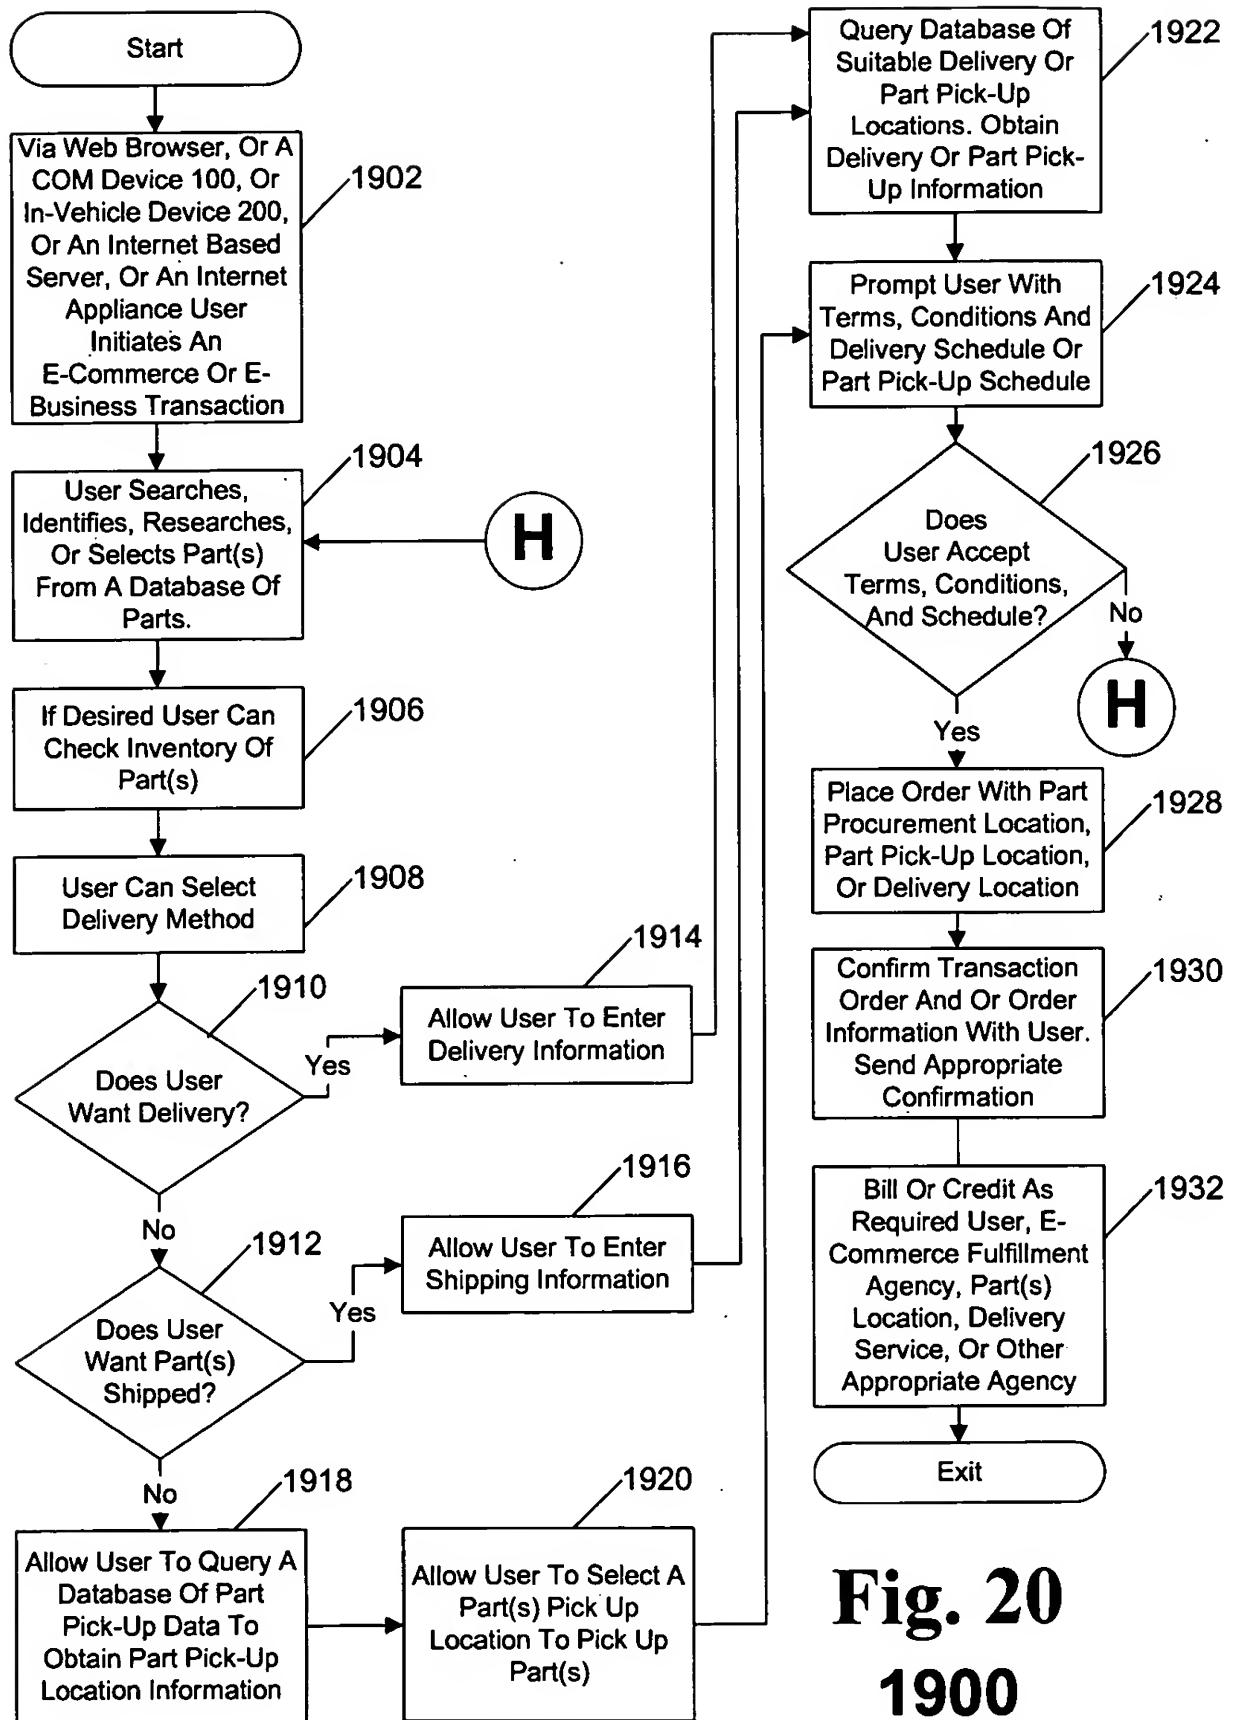 Start
Via Web Browser, Or A
COM Device 100, Or
In-Vehicle Device 200,
Or An Internet Based
Server, Or An Internet
Appliance User
Initiates An
E-Commerce Or E-
Business Transaction
1902
1904
User Searches,
Identifies, Researches,
Or Selects Part(s)
From A Database Of
Parts.
H
If Desired User Can
Check Inventory Of
Part(s)
1906
User Can Select
Delivery Method
1908
1910
Does User
Want Delivery?
Yes
1914
Allow User To Enter
Delivery Information
No
1912
Does User
Want Part(s)
Shipped?
Yes
1916
Allow User To Enter
Shipping Information
No
1918
Allow User To Query A
Database Of Part
Pick-Up Data To
Obtain Part Pick-Up
Location Information
1920
Allow User To Select A
Part(s) Pick Up
Location To Pick Up
Part(s)
Query Database Of
Suitable Delivery Or
Part Pick-Up
Locations. Obtain
Delivery Or Part Pick-
Up Information
1922
Prompt User With
Terms, Conditions And
Delivery Schedule Or
Part Pick-Up Schedule
1924
1926
Does
User Accept
Terms, Conditions,
And Schedule?
No
H
Yes
Place Order With Part
Procurement Location,
Part Pick-Up Location,
Or Delivery Location
1928
Confirm Transaction
Order And Or Order
Information With User.
Send Appropriate
Confirmation
1930
Bill Or Credit As
Required User, E-
Commerce Fulfillment
Agency, Part(s)
Location, Delivery
Service, Or Other
Appropriate Agency
1932
Exit
Fig. 20
1900